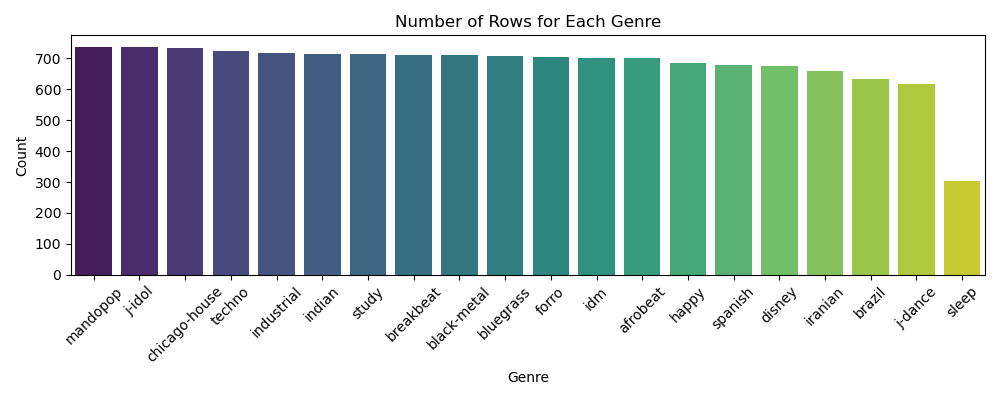 Number of Rows for Each Genre
Count
700
600
500
400
300
200
100
0
mandopop
j-idol
chicago-house
techno
industrial
indian
study
breakbeat
black-metal
bluegrass
forro
idm
afrobeat
happy
spanish
disney
iranian
brazil
j-dance
sleep
Genre